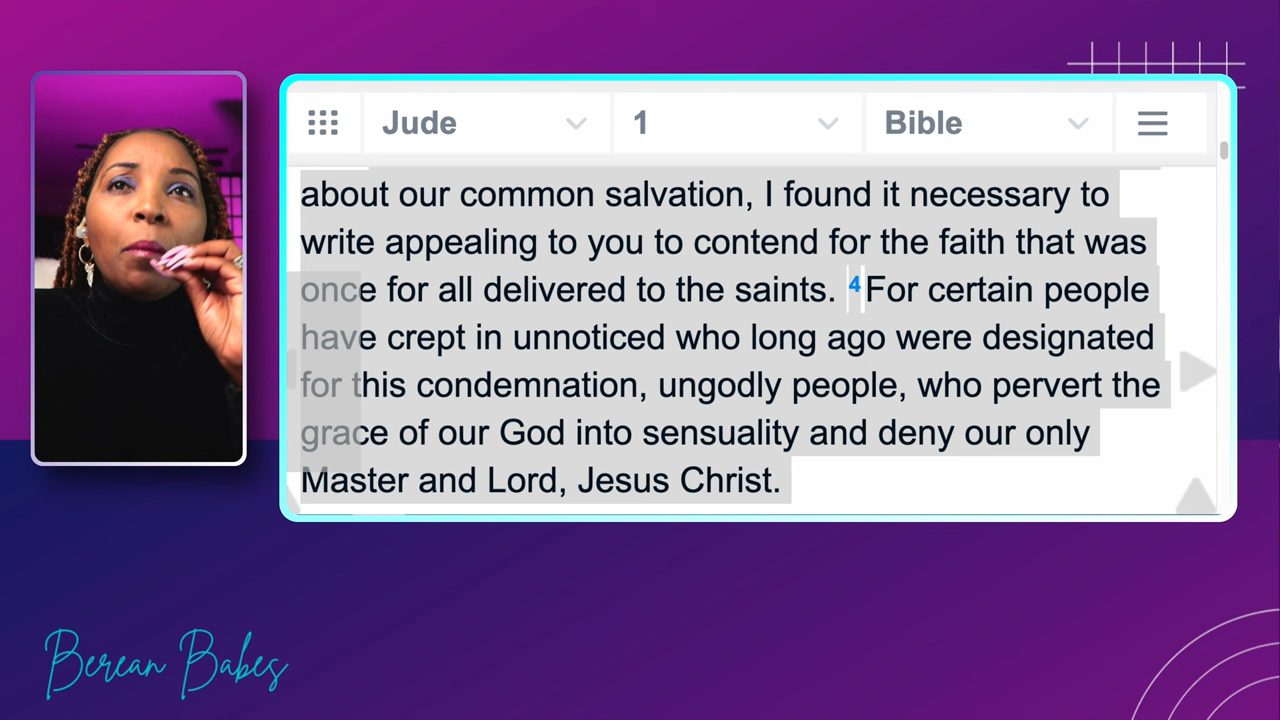 Jude
1
Bible
about our common salvation, I found it necessary to
write appealing to you to contend for the faith that was
once for all delivered to the saints. 4 For certain people
have crept in unnoticed who long ago were designated
for this condemnation, ungodly people, who pervert the
grace of our God into sensuality and deny our only
Master and Lord, Jesus Christ.
Berean Babes